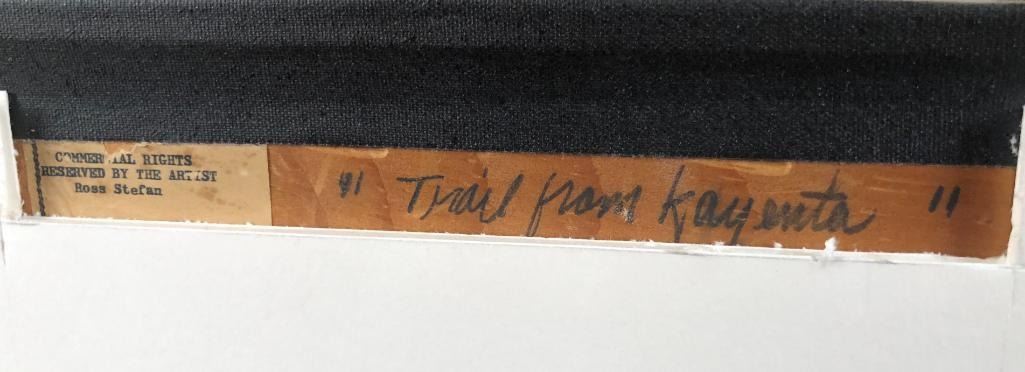 COMMERCIAL RIGHTS
RESERVED BY THE ARTIST
Ross Stefan
" Trail from Kayenta "